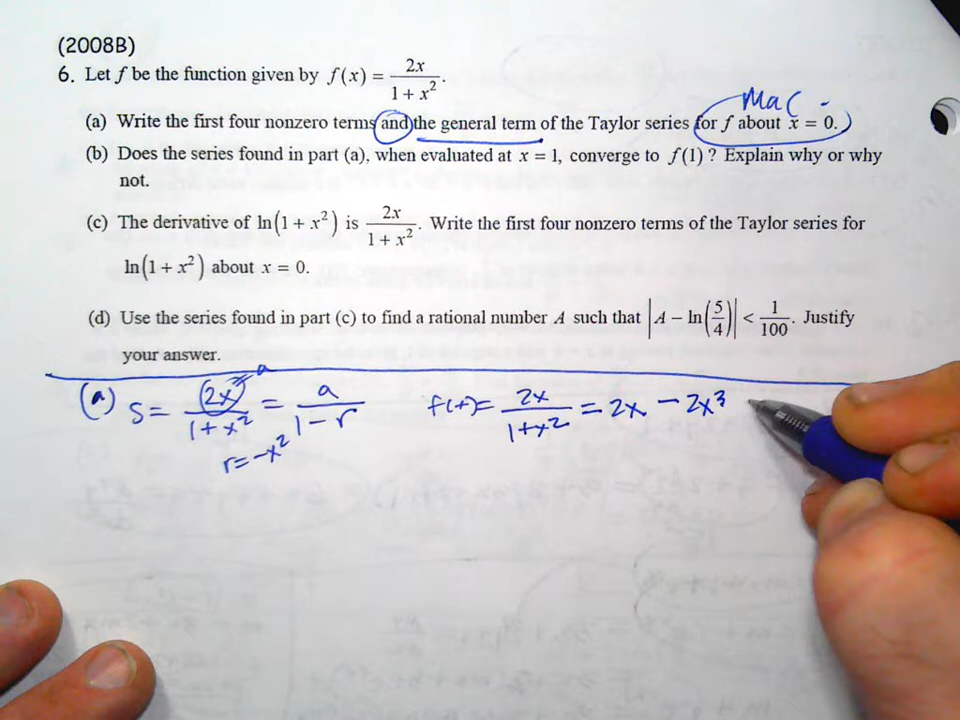 (2008B)
6. Let f be the function given by f(x) = 2x / (1 + x²).
Mac
(a) Write the first four nonzero terms and the general term of the Taylor series for f about x = 0.
(b) Does the series found in part (a), when evaluated at x = 1, converge to f(1) ? Explain why or why
not.
(c) The derivative of ln(1 + x²) is 2x / (1 + x²). Write the first four nonzero terms of the Taylor series for
ln(1 + x²) about x = 0.
(d) Use the series found in part (c) to find a rational number A such that |A − ln(5/4)| < 1/100. Justify
your answer.
(a) S = (2x) = a / (1 + x²) = a / (1 − r)
r = −x²
f(x) = 2x / (1 + x²) = 2x − 2x³